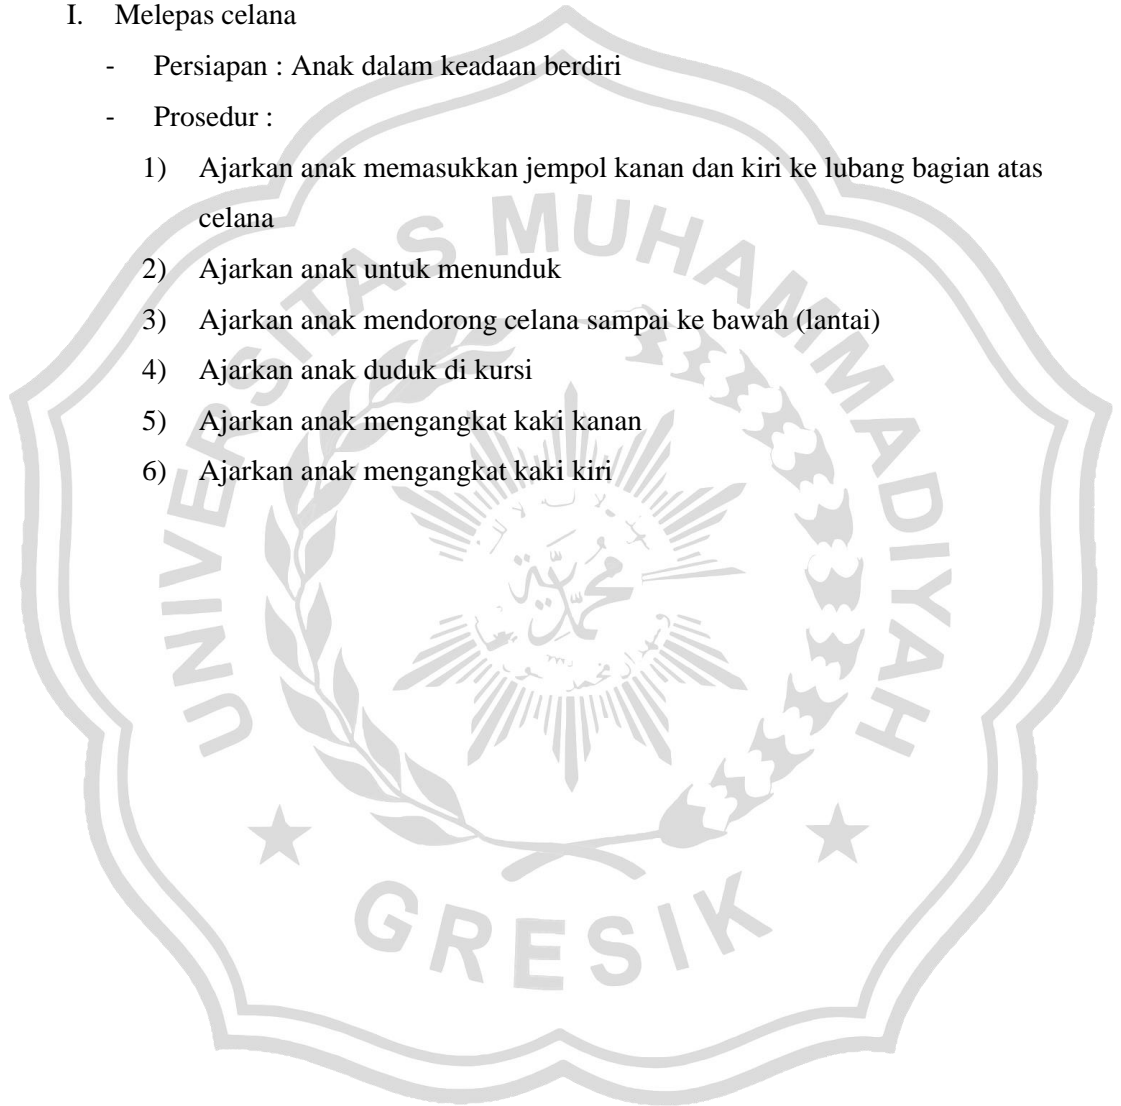 I. Melepas celana
- Persiapan : Anak dalam keadaan berdiri
- Prosedur :
1) Ajarkan anak memasukkan jempol kanan dan kiri ke lubang bagian atas
celana
2) Ajarkan anak untuk menunduk
3) Ajarkan anak mendorong celana sampai ke bawah (lantai)
4) Ajarkan anak duduk di kursi
5) Ajarkan anak mengangkat kaki kanan
6) Ajarkan anak mengangkat kaki kiri
UNIVERSITAS MUHAMMADIYAH
GRESIK